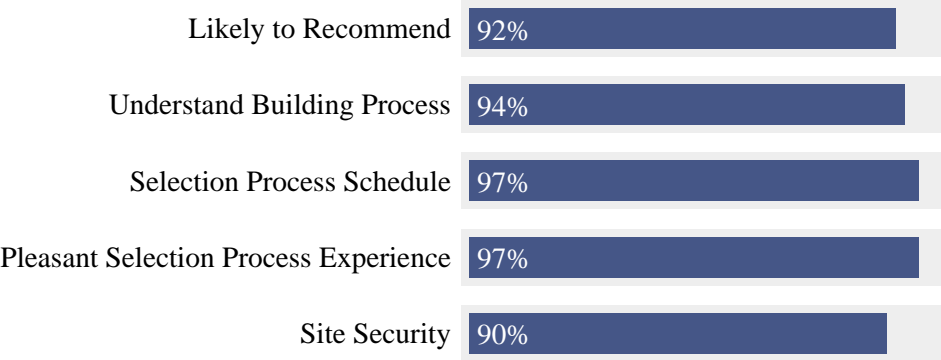 Likely to Recommend 92%
Understand Building Process 94%
Selection Process Schedule 97%
Pleasant Selection Process Experience 97%
Site Security 90%